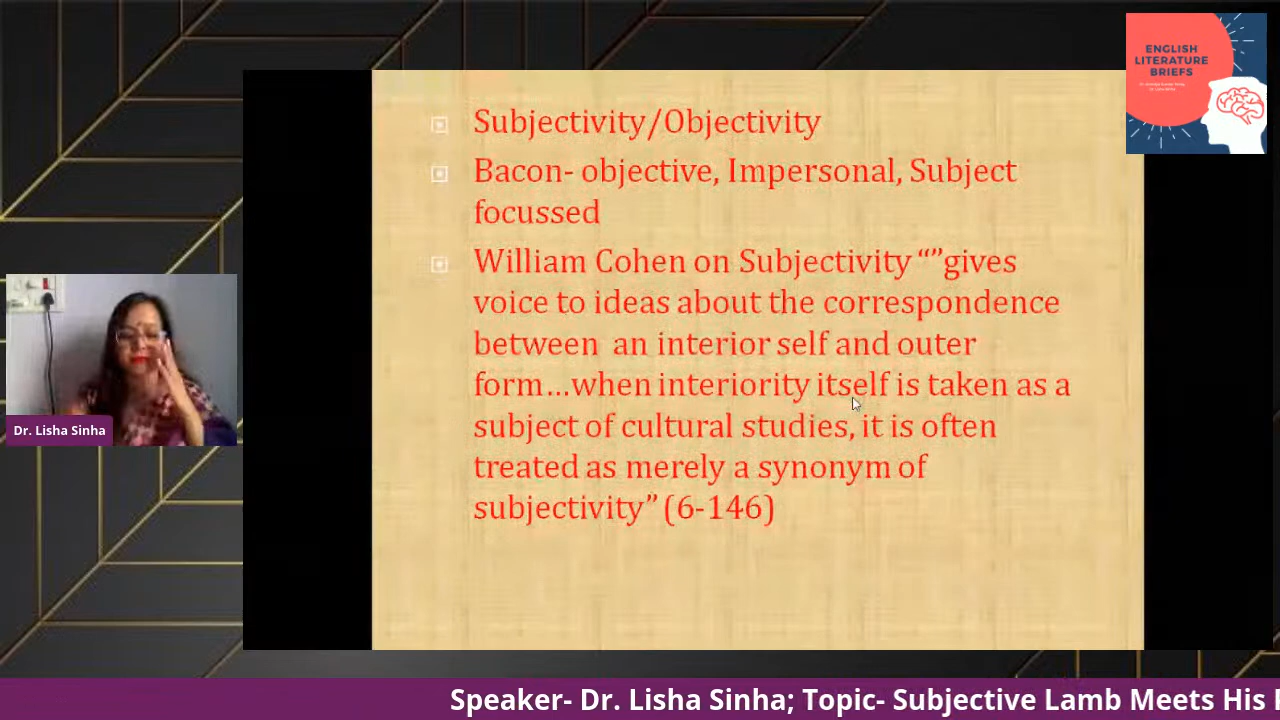 ENGLISH
LITERATURE
BRIEFS
Subjectivity/Objectivity
Bacon- objective, Impersonal, Subject
focussed
William Cohen on Subjectivity “”gives
voice to ideas about the correspondence
between an interior self and outer
form…when interiority itself is taken as a
subject of cultural studies, it is often
treated as merely a synonym of
subjectivity” (6-146)
Dr. Lisha Sinha
Speaker- Dr. Lisha Sinha; Topic- Subjective Lamb Meets His